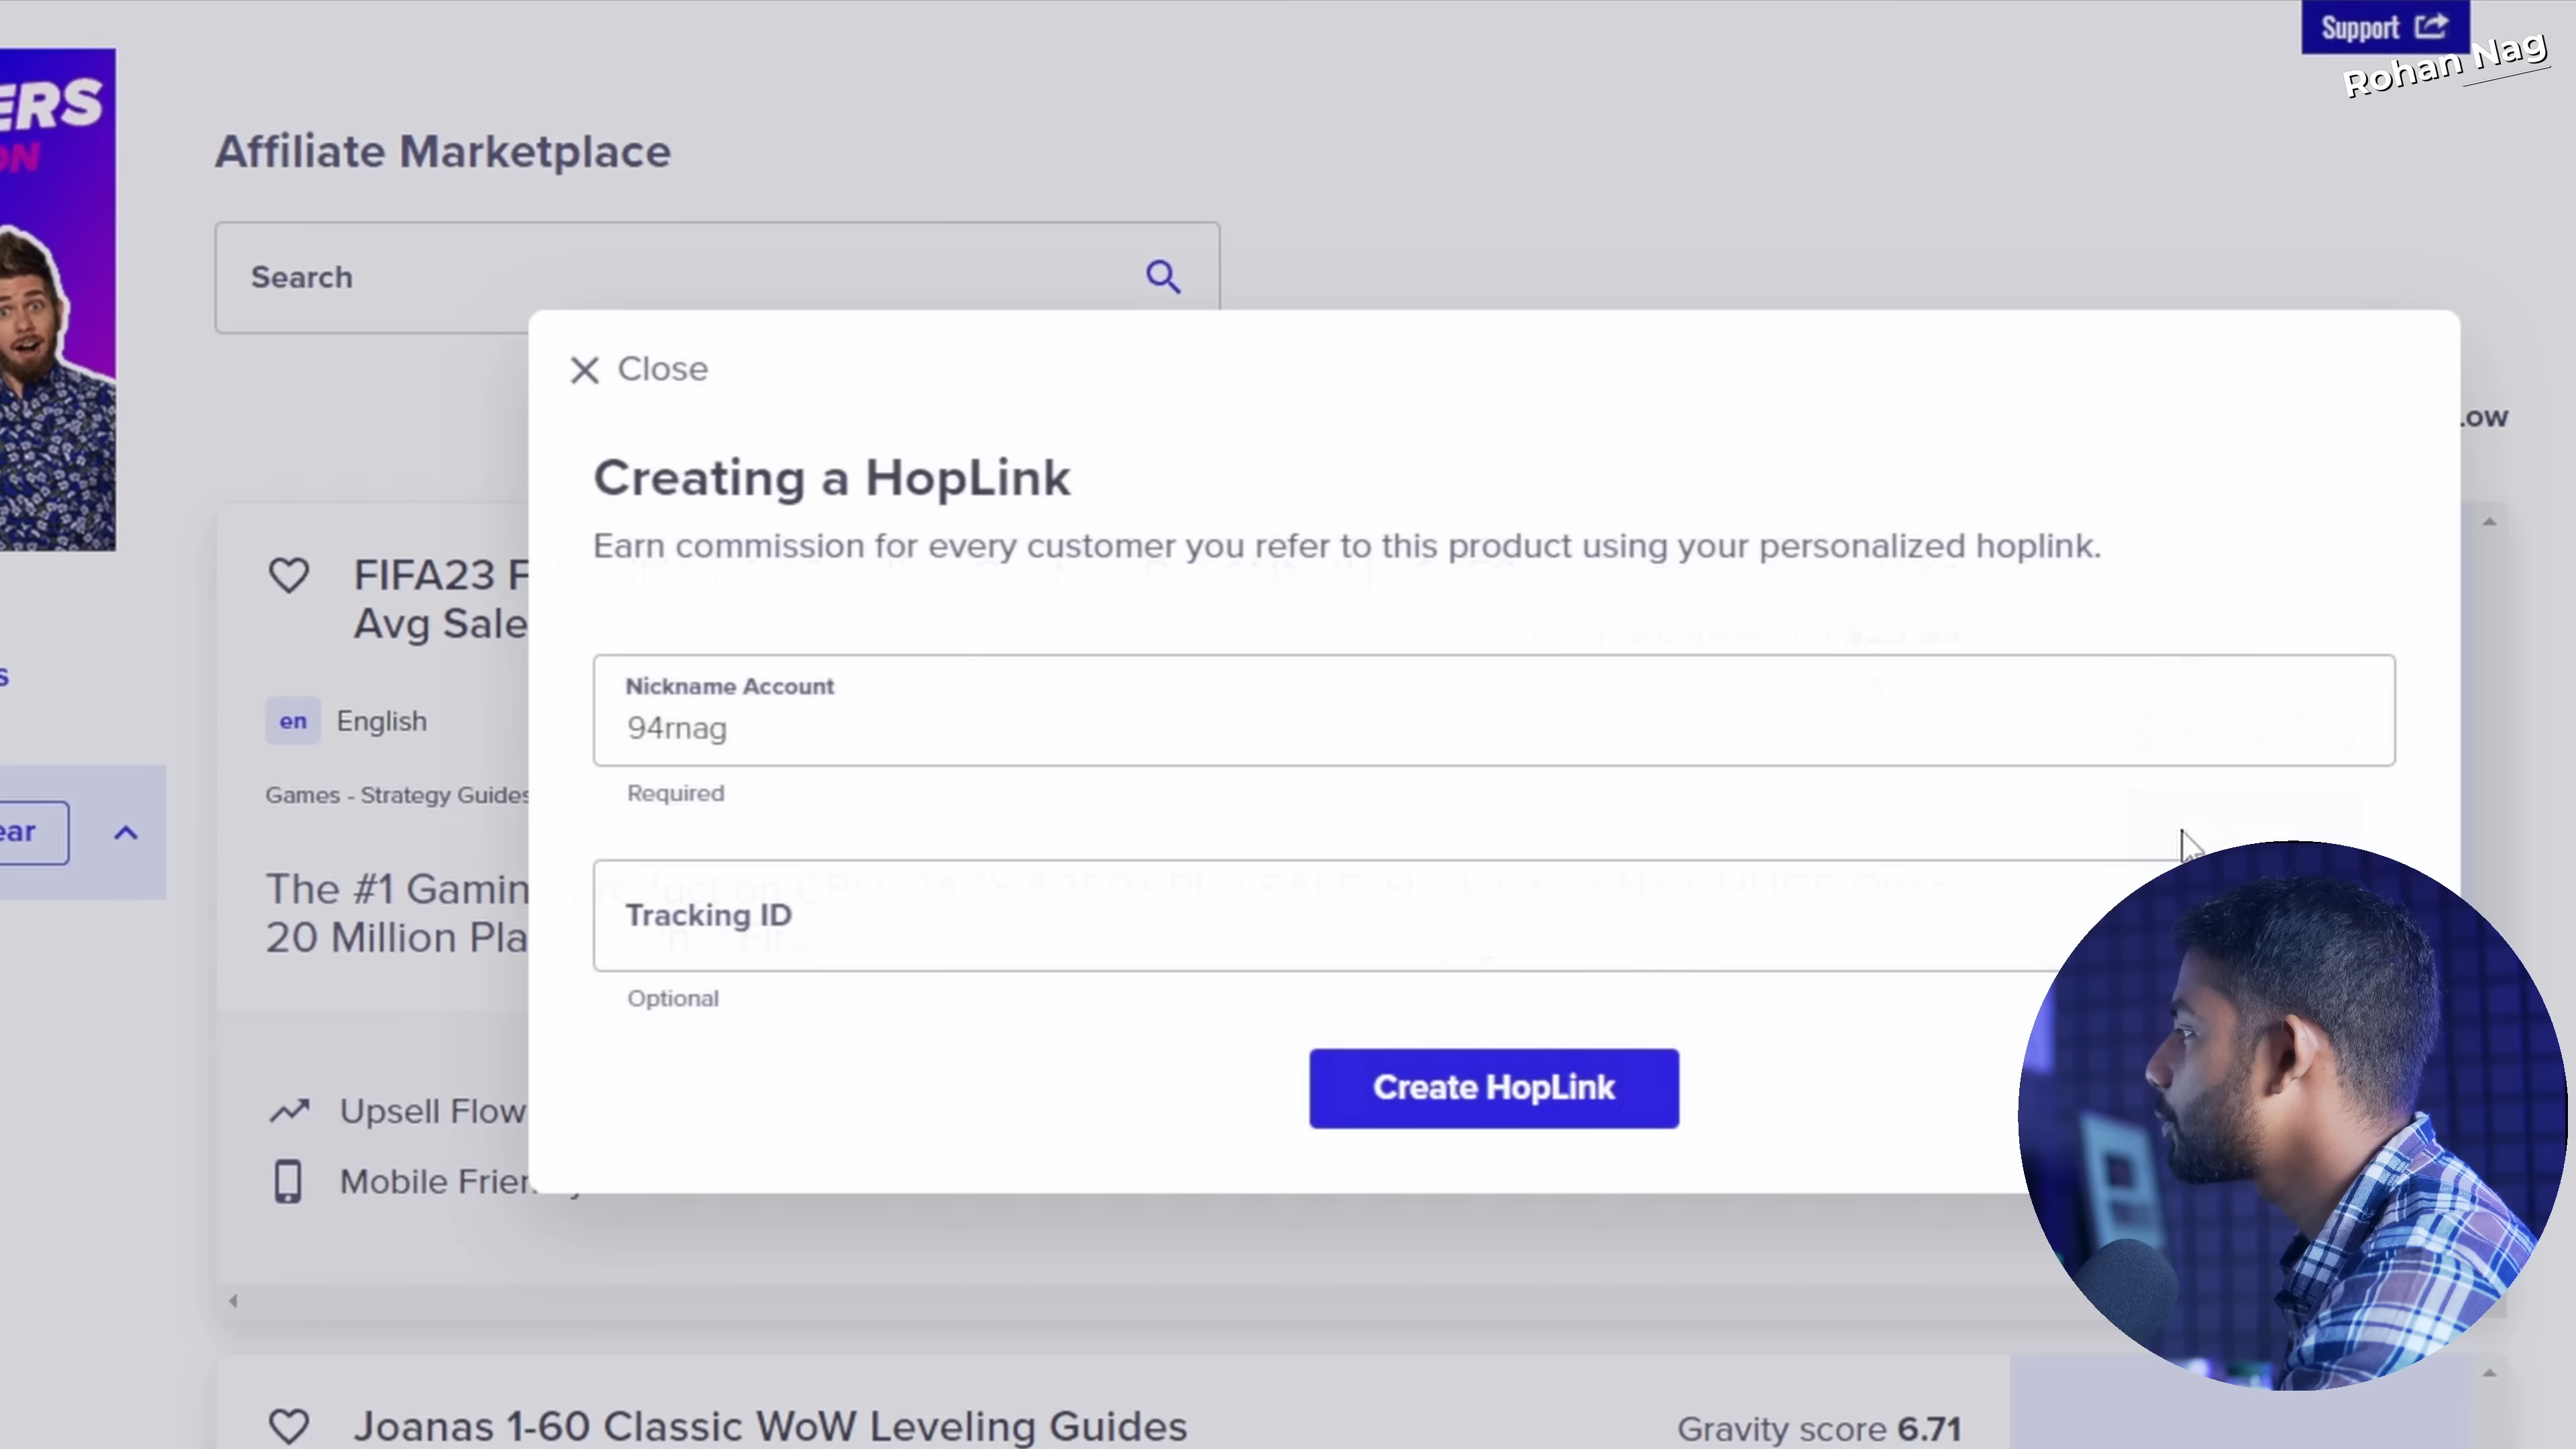 Support
Rohan Nag
ERS
ON
Affiliate Marketplace
Search
Close
Creating a HopLink
Earn commission for every customer you refer to this product using your personalized hoplink.
Nickname Account
94rnag
Required
Tracking ID
Optional
Create HopLink
FIFA23 F
Avg Sale
en English
Games - Strategy Guides
ear
The #1 Gamin
20 Million Pla
Upsell Flow
Mobile Frien
Joanas 1-60 Classic WoW Leveling Guides
Gravity score 6.71